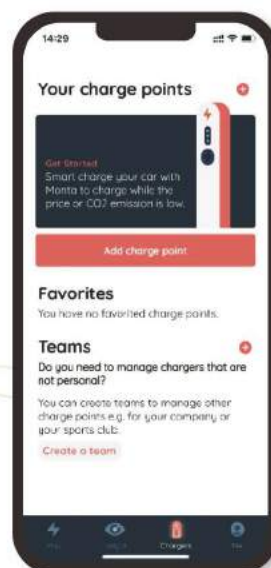 14:29
Your charge points
Get Started
Smart charge your car with
Monta to charge while the
price or CO2 emission is low.
Add charge point
Favorites
You have no favorited charge points.
Teams
Do you need to manage chargers that are
not personal?
You can create teams to manage other
charge points e.g. for your company or
your sports club.
Create a team
Chargers
Me